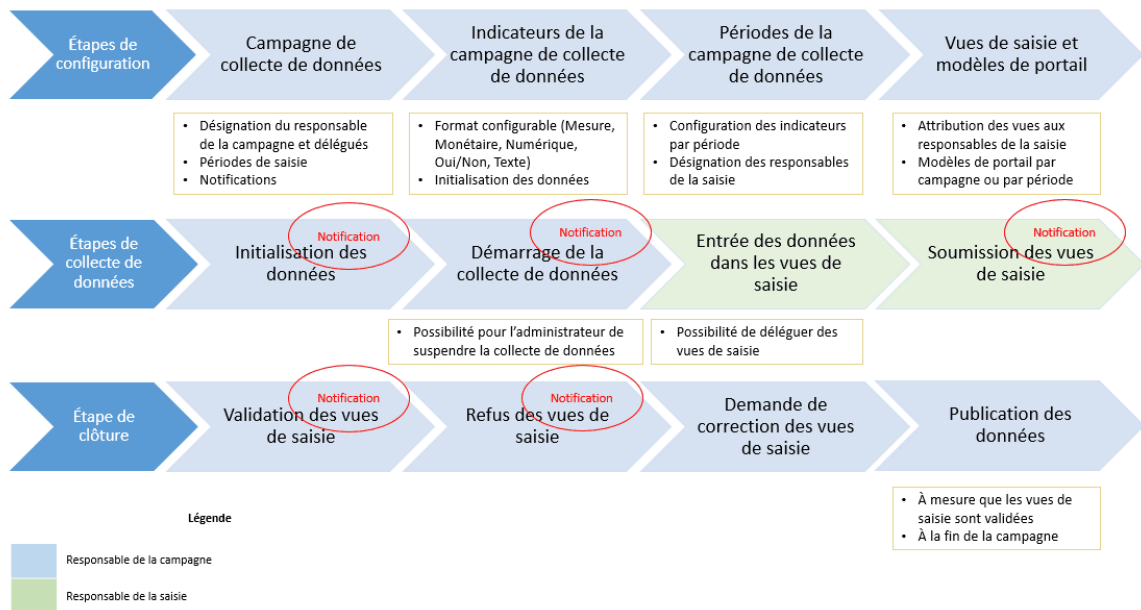 Étapes de
configuration
Campagne de
collecte de données
Indicateurs de la
campagne de collecte
de données
Périodes de la
campagne de collecte
de données
Vues de saisie et
modèles de portail
• Désignation du responsable
de la campagne et délégués
• Périodes de saisie
• Notifications
• Format configurable (Mesure,
Monétaire, Numérique,
Oui/Non, Texte)
• Initialisation des données
• Configuration des indicateurs
par période
• Désignation des responsables
de la saisie
• Attribution des vues aux
responsables de la saisie
• Modèles de portail par
campagne ou par période
Étapes de
collecte de
données
Notification
Initialisation des
données
Notification
Démarrage de la
collecte de données
Entrée des données
dans les vues de
saisie
Notification
Soumission des vues
de saisie
• Possibilité pour l'administrateur de
suspendre la collecte de données
• Possibilité de déléguer des
vues de saisie
Étape de
clôture
Notification
Validation des vues
de saisie
Notification
Refus des vues de
saisie
Demande de
correction des vues
de saisie
Publication des
données
• À mesure que les vues de
saisie sont validées
• À la fin de la campagne
Légende
Responsable de la campagne
Responsable de la saisie